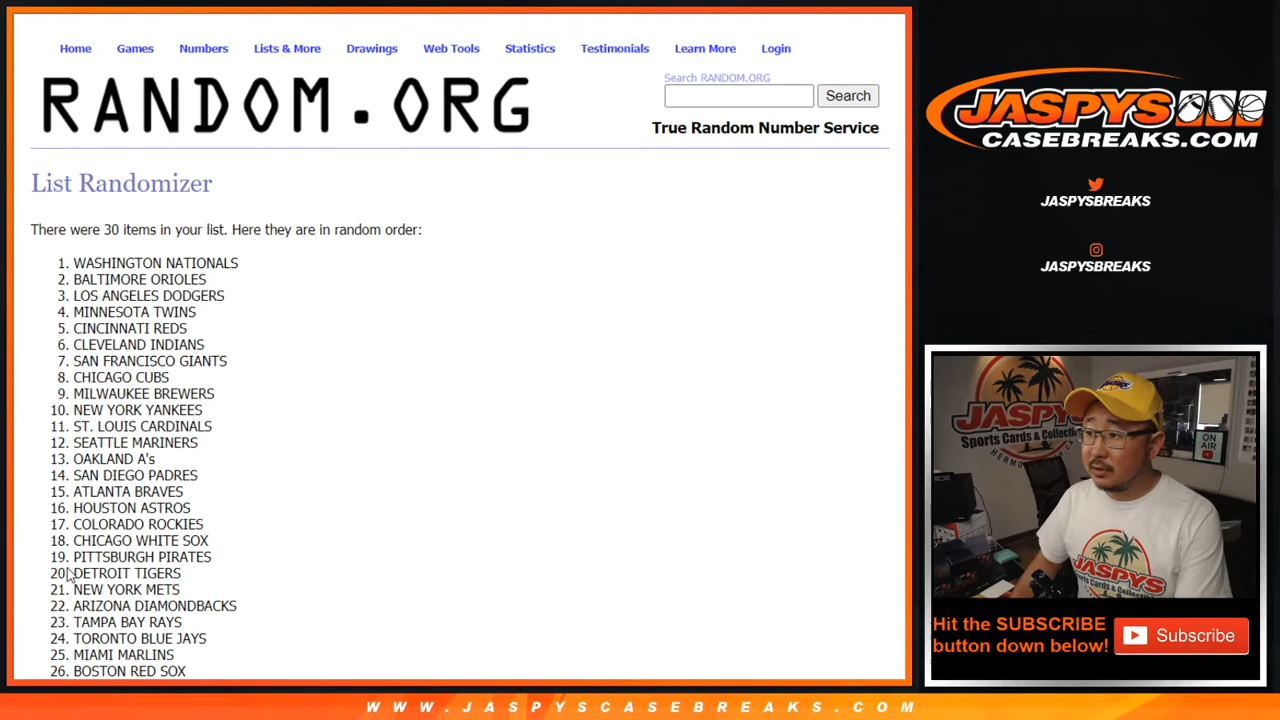 Home Games Numbers Lists & More Drawings Web Tools Statistics Testimonials Learn More Login
RANDOM.ORG
Search RANDOM.ORG
Search
True Random Number Service
List Randomizer
There were 30 items in your list. Here they are in random order:
1. WASHINGTON NATIONALS
2. BALTIMORE ORIOLES
3. LOS ANGELES DODGERS
4. MINNESOTA TWINS
5. CINCINNATI REDS
6. CLEVELAND INDIANS
7. SAN FRANCISCO GIANTS
8. CHICAGO CUBS
9. MILWAUKEE BREWERS
10. NEW YORK YANKEES
11. ST. LOUIS CARDINALS
12. SEATTLE MARINERS
13. OAKLAND A's
14. SAN DIEGO PADRES
15. ATLANTA BRAVES
16. HOUSTON ASTROS
17. COLORADO ROCKIES
18. CHICAGO WHITE SOX
19. PITTSBURGH PIRATES
20. DETROIT TIGERS
21. NEW YORK METS
22. ARIZONA DIAMONDBACKS
23. TAMPA BAY RAYS
24. TORONTO BLUE JAYS
25. MIAMI MARLINS
26. BOSTON RED SOX
JASPYS
CASEBREAKS.COM
JASPYSBREAKS
JASPYSBREAKS
JASPYS
Sports Cards & Collectibles
ON AIR
JASPYS
Hit the SUBSCRIBE
button down below!
Subscribe
WWW.JASPYSCASEBREAKS.COM